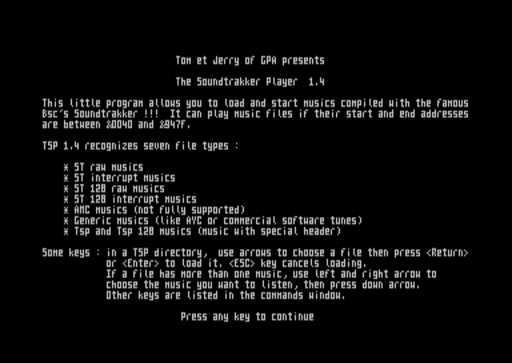 Tom et Jerry of GPA presents
The Soundtrakker Player 1.4
This little program allows you to load and start musics compiled with the famous
Bsc's Soundtrakker !!! It can play music files if their start and end addresses
are between &0040 and &947F.
TSP 1.4 recognizes seven file types :
* ST raw musics
* ST interrupt musics
* ST 128 raw musics
* ST 128 interrupt musics
* AMC musics (not fully supported)
* Generic musics (like AYC or commercial software tunes)
* Tsp and Tsp 128 musics (music with special header)
Some keys : in a TSP directory, use arrows to choose a file then press <Return>
or <Enter> to load it. <ESC> key cancels loading.
If a file has more than one music, use left and right arrow to
choose the music you want to listen, then press down arrow.
Other keys are listed in the commands window.
Press any key to continue